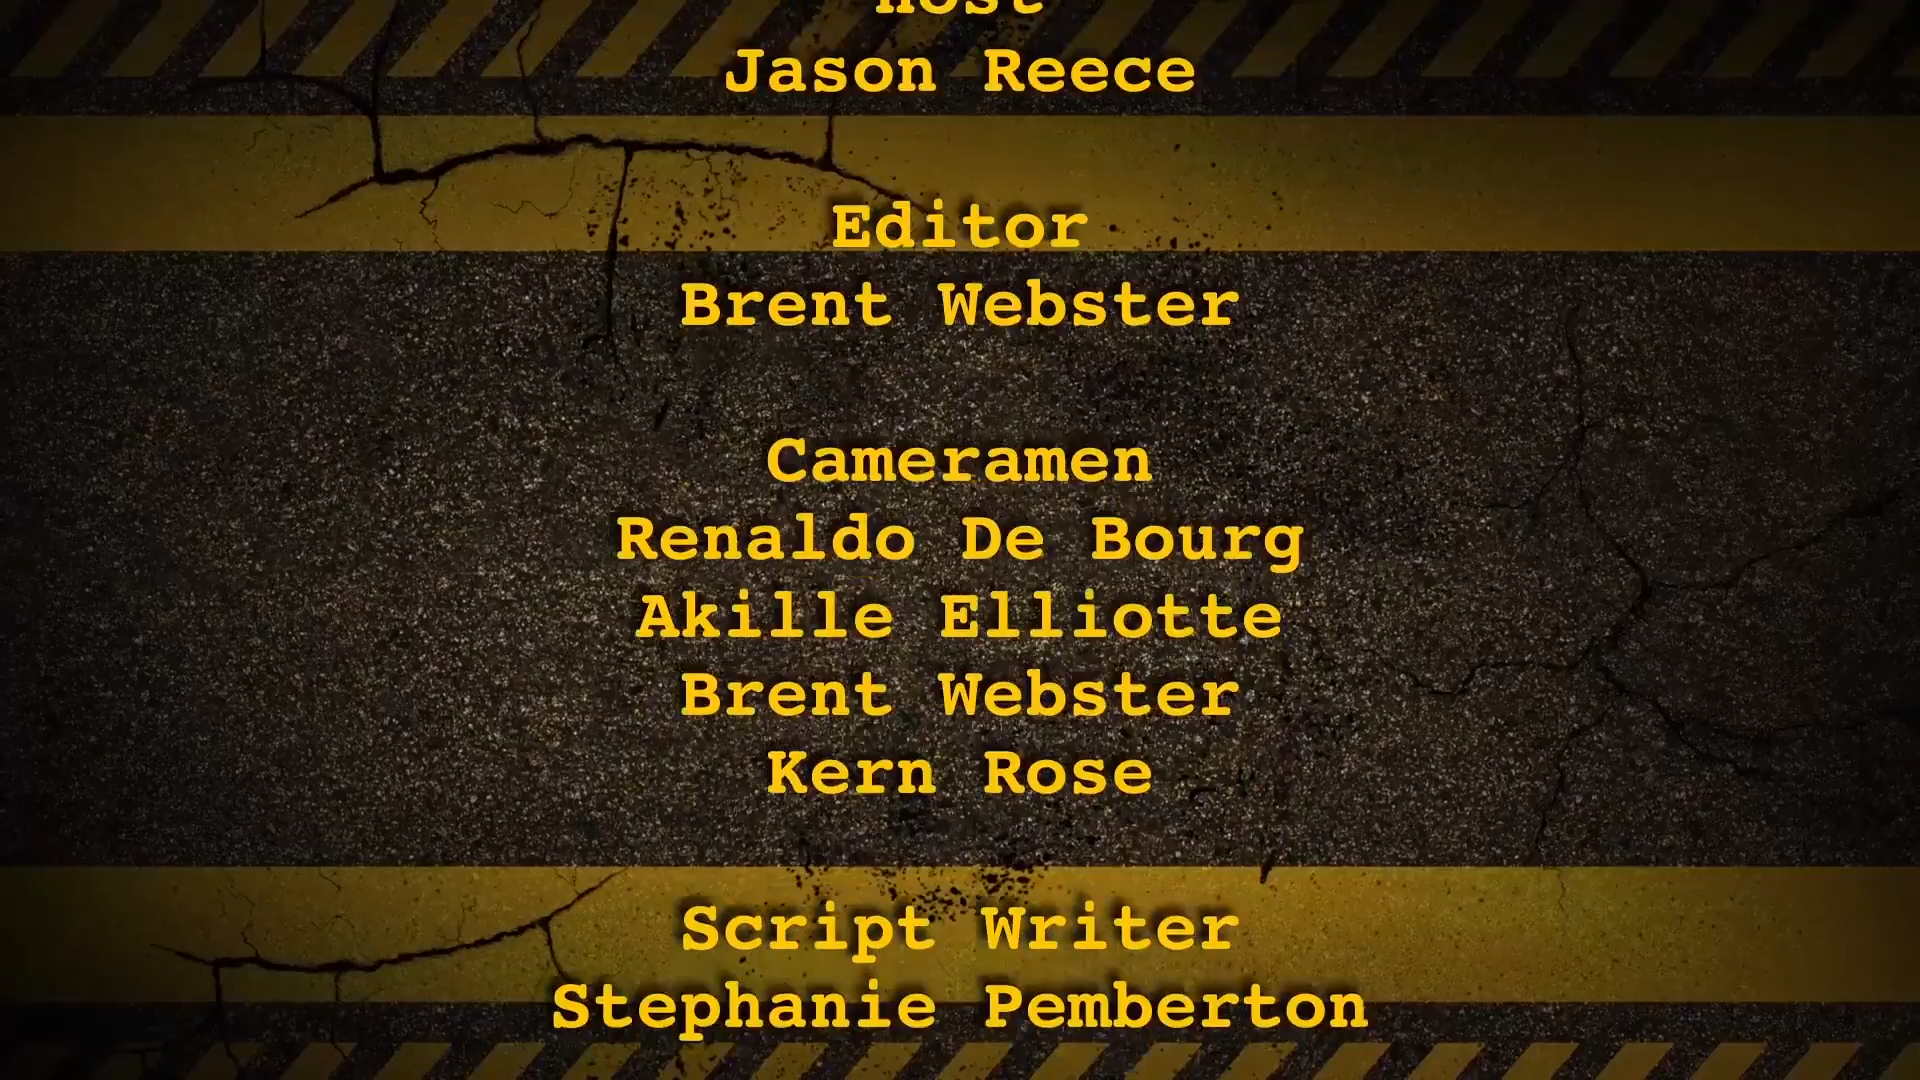 Host
Jason Reece
Editor
Brent Webster
Cameramen
Renaldo De Bourg
Akille Elliotte
Brent Webster
Kern Rose
Script Writer
Stephanie Pemberton